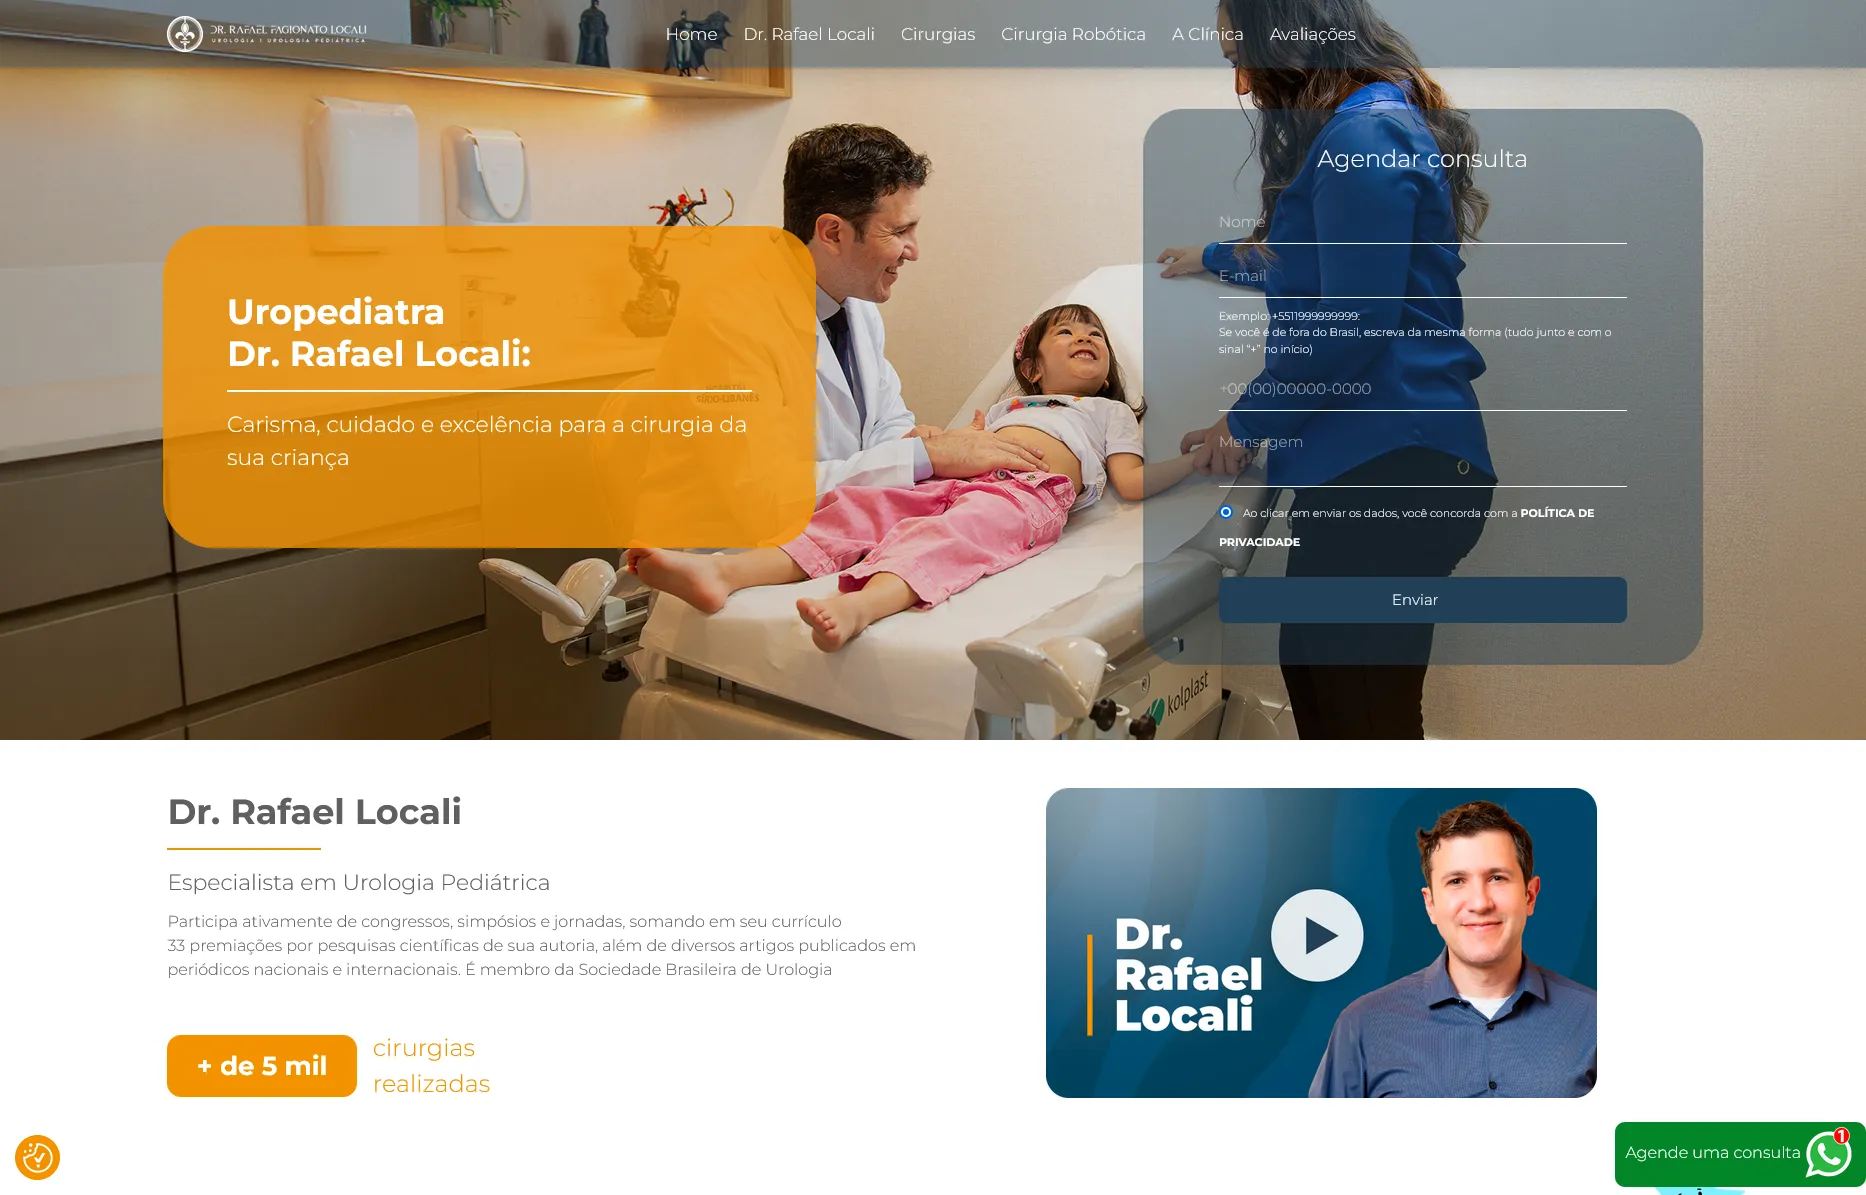 DR. RAFAEL FAGIONATO LOCALI
UROLOGIA | UROLOGIA PEDIÁTRICA
Home
Dr. Rafael Locali
Cirurgias
Cirurgia Robótica
A Clínica
Avaliações
Uropediatra
Dr. Rafael Locali:
Carisma, cuidado e excelência para a cirurgia da
sua criança
SÍRIO-LIBANÊS
kolplast
Agendar consulta
Nome
E-mail
Exemplo: +5511999999999:
Se você é de fora do Brasil, escreva da mesma forma (tudo junto e com o
sinal "+" no início)
+00(00)00000-0000
Mensagem
Ao clicar em enviar os dados, você concorda com a POLÍTICA DE
PRIVACIDADE
Enviar
Dr. Rafael Locali
Especialista em Urologia Pediátrica
Participa ativamente de congressos, simpósios e jornadas, somando em seu currículo
33 premiações por pesquisas científicas de sua autoria, além de diversos artigos publicados em
periódicos nacionais e internacionais. É membro da Sociedade Brasileira de Urologia
+ de 5 mil
cirurgias
realizadas
Dr.
Rafael
Locali
Agende uma consulta
1